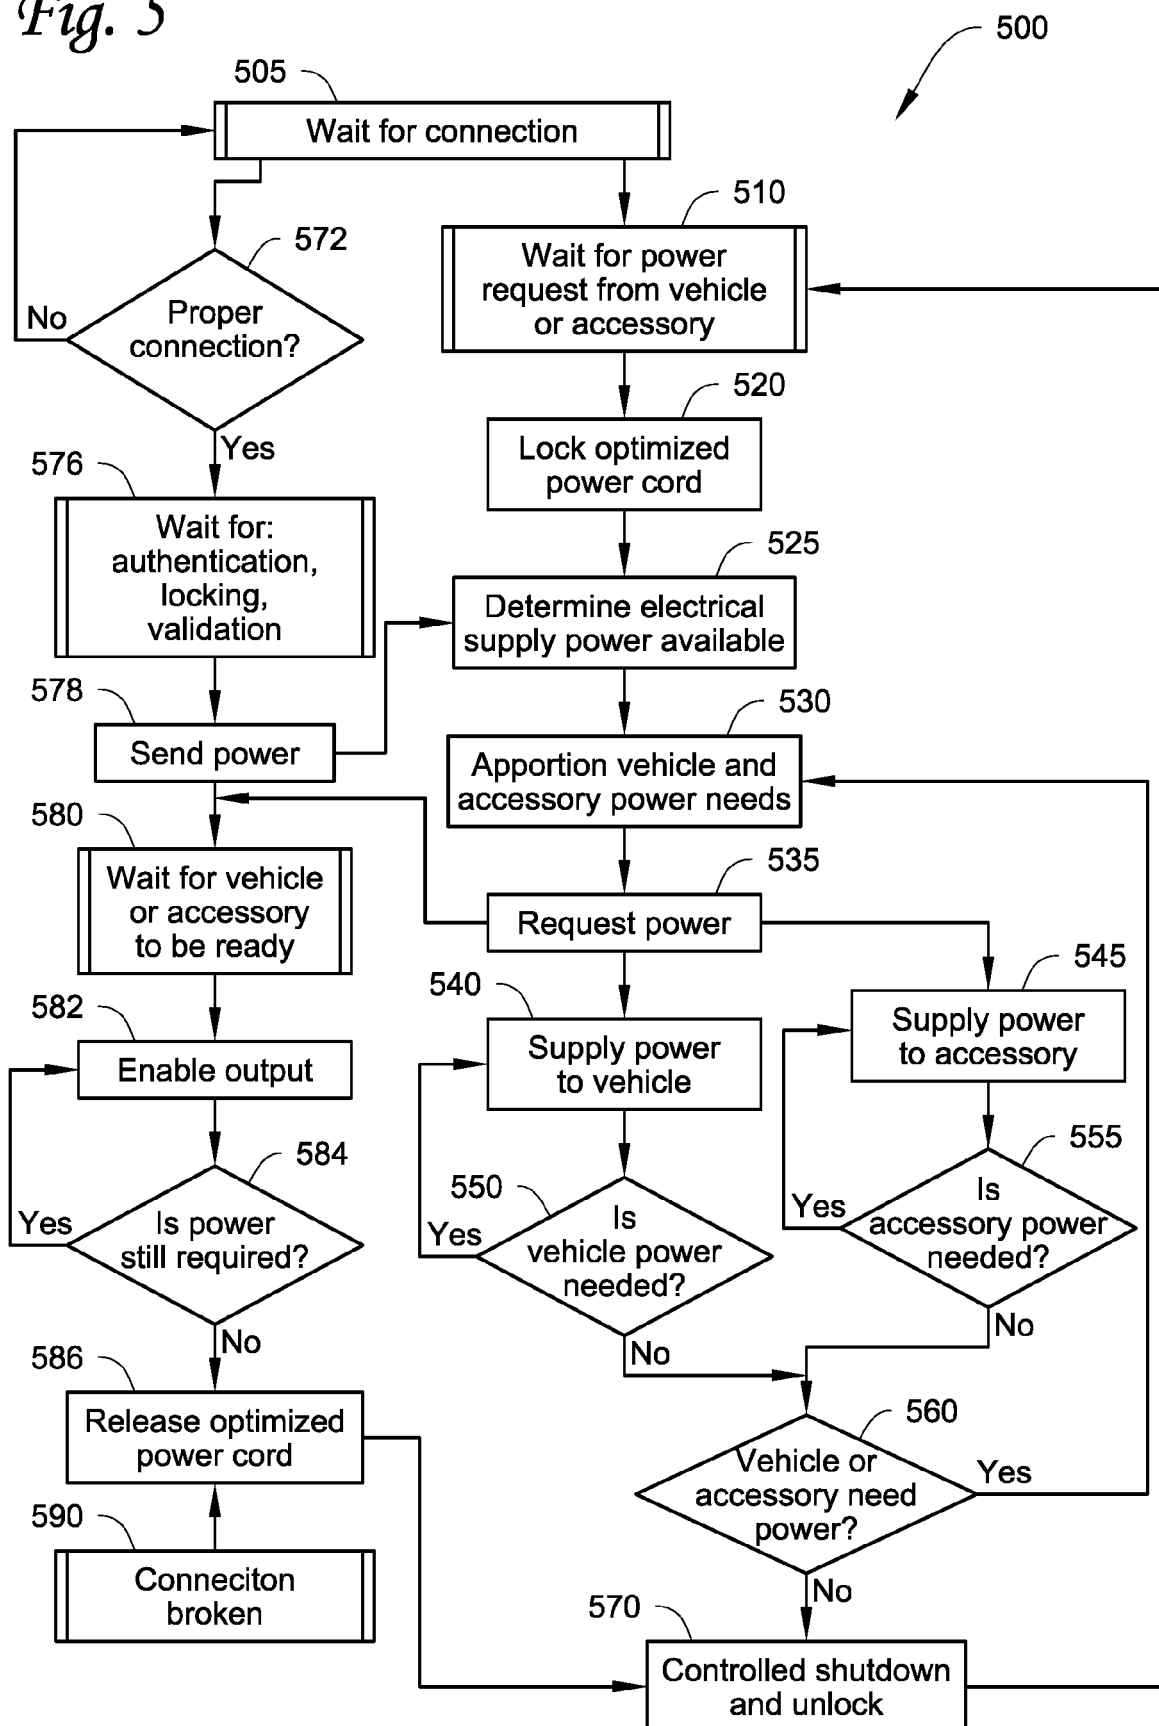 Fig. 5
500
505
Wait for connection
510
Wait for power
request from vehicle
or accessory
572
Proper
connection?
No
Yes
520
Lock optimized
power cord
576
Wait for:
authentication,
locking,
validation
525
Determine electrical
supply power available
578
Send power
530
Apportion vehicle and
accessory power needs
580
Wait for vehicle
or accessory
to be ready
535
Request power
540
Supply power
to vehicle
545
Supply power
to accessory
582
Enable output
584
Is power
still required?
Yes
No
550
Is
vehicle power
needed?
Yes
No
555
Is
accessory power
needed?
Yes
No
586
Release optimized
power cord
560
Vehicle or
accessory need
power?
Yes
No
590
Conneciton
broken
570
Controlled shutdown
and unlock